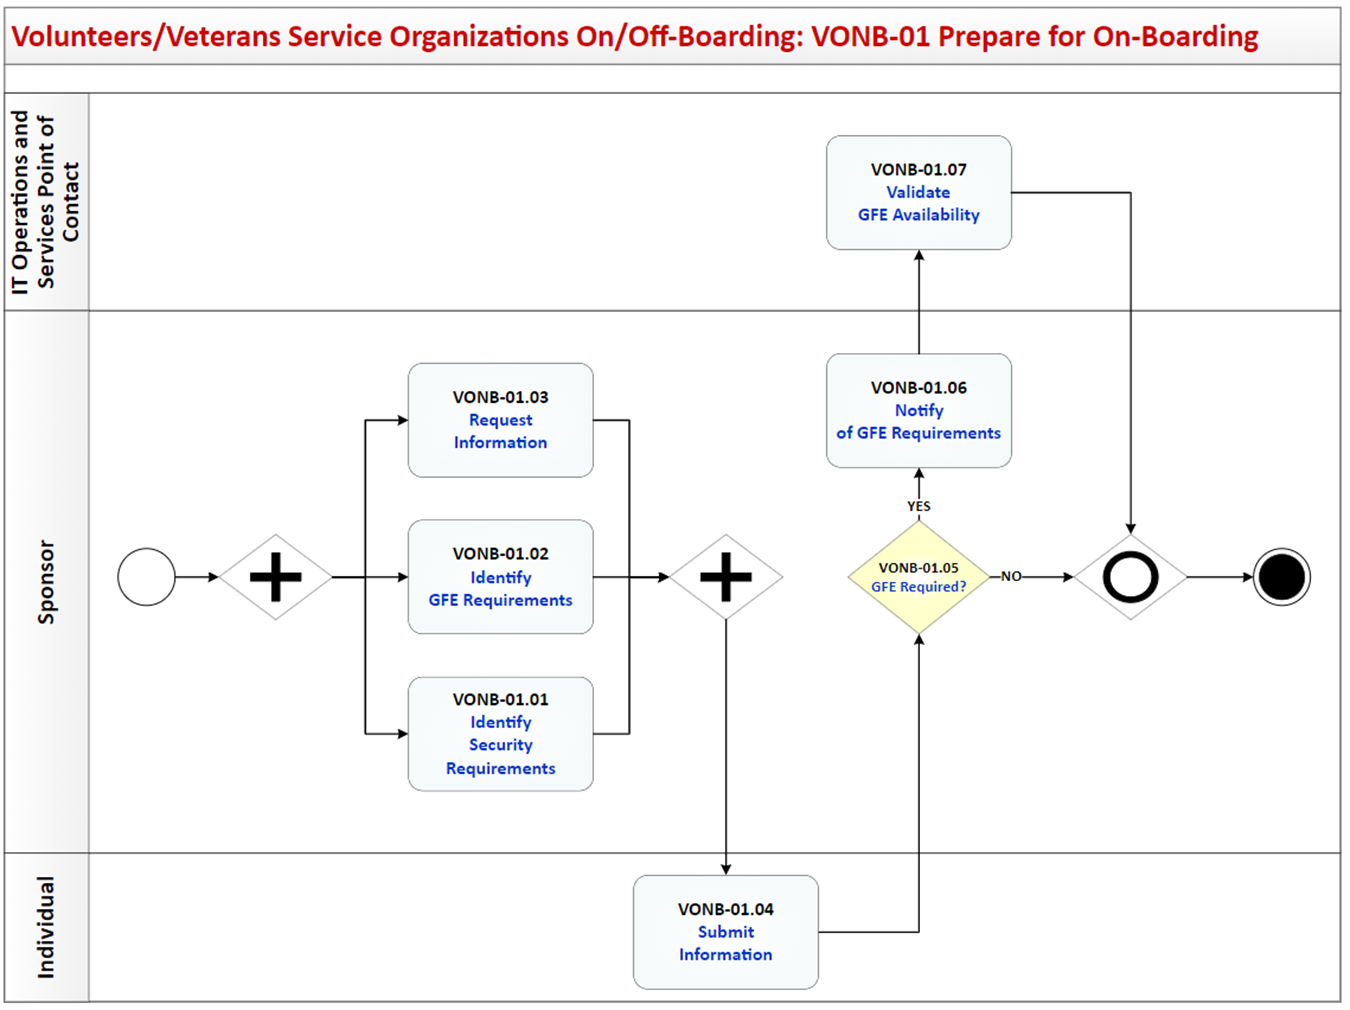 Volunteers/Veterans Service Organizations On/Off-Boarding: VONB-01 Prepare for On-Boarding
IT Operations and
Services Point of
Contact
VONB-01.07
Validate
GFE Availability
Sponsor
VONB-01.03
Request
Information
VONB-01.02
Identify
GFE Requirements
VONB-01.01
Identify
Security
Requirements
VONB-01.06
Notify
of GFE Requirements
YES
VONB-01.05
GFE Required?
NO
Individual
VONB-01.04
Submit
Information